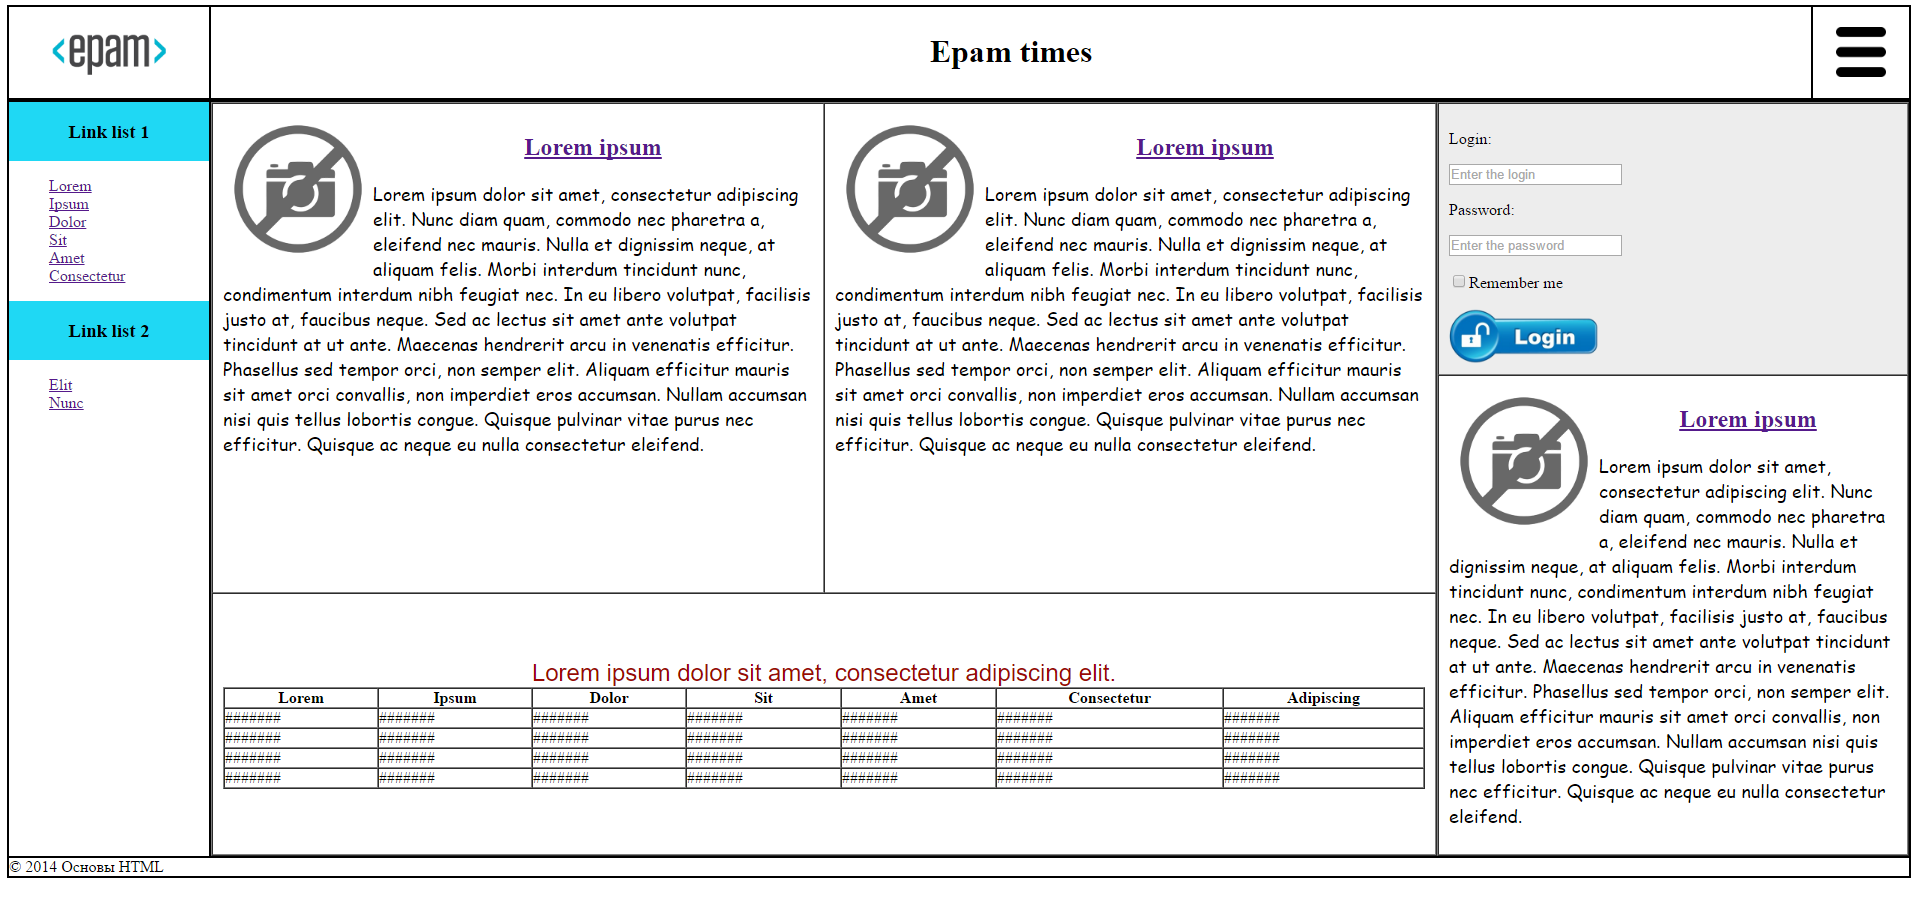 <epam>
Epam times
Link list 1
Lorem
Ipsum
Dolor
Sit
Amet
Consectetur
Link list 2
Elit
Nunc
Lorem ipsum
Lorem ipsum dolor sit amet, consectetur adipiscing
elit. Nunc diam quam, commodo nec pharetra a,
eleifend nec mauris. Nulla et dignissim neque, at
aliquam felis. Morbi interdum tincidunt nunc,
condimentum interdum nibh feugiat nec. In eu libero volutpat, facilisis
justo at, faucibus neque. Sed ac lectus sit amet ante volutpat
tincidunt at ut ante. Maecenas hendrerit arcu in venenatis efficitur.
Phasellus sed tempor orci, non semper elit. Aliquam efficitur mauris
sit amet orci convallis, non imperdiet eros accumsan. Nullam accumsan
nisi quis tellus lobortis congue. Quisque pulvinar vitae purus nec
efficitur. Quisque ac neque eu nulla consectetur eleifend.
Lorem ipsum
Lorem ipsum dolor sit amet, consectetur adipiscing
elit. Nunc diam quam, commodo nec pharetra a,
eleifend nec mauris. Nulla et dignissim neque, at
aliquam felis. Morbi interdum tincidunt nunc,
condimentum interdum nibh feugiat nec. In eu libero volutpat, facilisis
justo at, faucibus neque. Sed ac lectus sit amet ante volutpat
tincidunt at ut ante. Maecenas hendrerit arcu in venenatis efficitur.
Phasellus sed tempor orci, non semper elit. Aliquam efficitur mauris
sit amet orci convallis, non imperdiet eros accumsan. Nullam accumsan
nisi quis tellus lobortis congue. Quisque pulvinar vitae purus nec
efficitur. Quisque ac neque eu nulla consectetur eleifend.
Lorem ipsum dolor sit amet, consectetur adipiscing elit.
Lorem Ipsum Dolor Sit Amet Consectetur Adipiscing
####### ####### ####### ####### ####### ####### #######
####### ####### ####### ####### ####### ####### #######
####### ####### ####### ####### ####### ####### #######
####### ####### ####### ####### ####### ####### #######
Login:
Enter the login
Password:
Enter the password
Remember me
Login
Lorem ipsum
Lorem ipsum dolor sit amet,
consectetur adipiscing elit. Nunc
diam quam, commodo nec pharetra
a, eleifend nec mauris. Nulla et
dignissim neque, at aliquam felis. Morbi interdum
tincidunt nunc, condimentum interdum nibh feugiat
nec. In eu libero volutpat, facilisis justo at, faucibus
neque. Sed ac lectus sit amet ante volutpat tincidunt
at ut ante. Maecenas hendrerit arcu in venenatis
efficitur. Phasellus sed tempor orci, non semper elit.
Aliquam efficitur mauris sit amet orci convallis, non
imperdiet eros accumsan. Nullam accumsan nisi quis
tellus lobortis congue. Quisque pulvinar vitae purus
nec efficitur. Quisque ac neque eu nulla consectetur
eleifend.
© 2014 Основы HTML